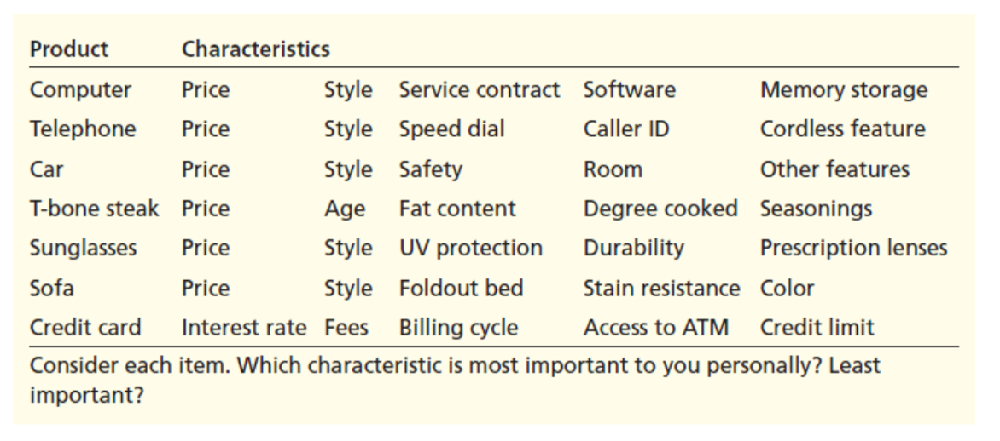 Product Characteristics
Computer Price Style Service contract Software Memory storage
Telephone Price Style Speed dial Caller ID Cordless feature
Car Price Style Safety Room Other features
T-bone steak Price Age Fat content Degree cooked Seasonings
Sunglasses Price Style UV protection Durability Prescription lenses
Sofa Price Style Foldout bed Stain resistance Color
Credit card Interest rate Fees Billing cycle Access to ATM Credit limit
Consider each item. Which characteristic is most important to you personally? Least
important?